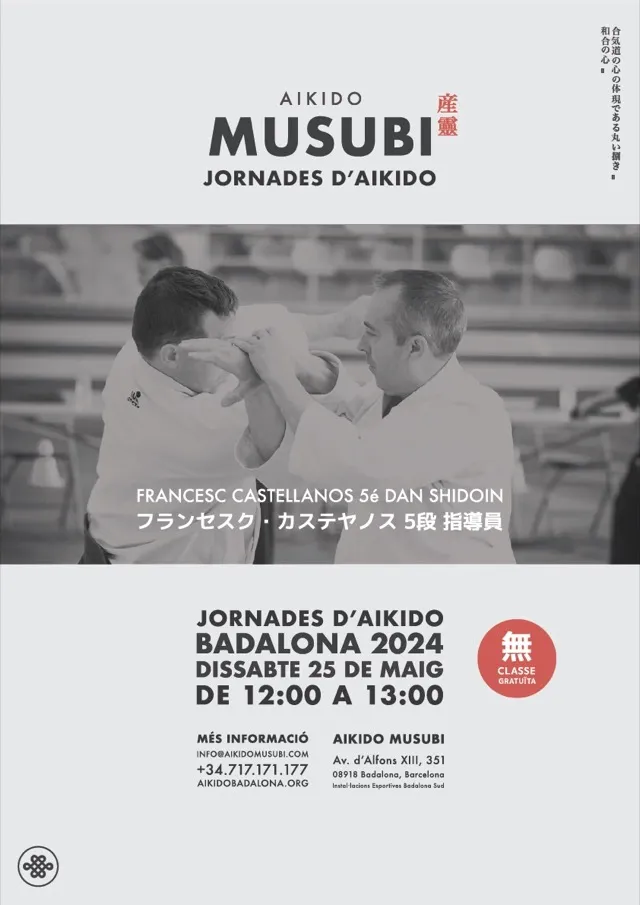 合気道の心の体現である丸い捌き。
和合の心。
AIKIDO
MUSUBI
産霊
JORNADES D'AIKIDO
FRANCESC CASTELLANOS 5é DAN SHIDOIN
フランセスク・カステヤノス 5段 指導員
JORNADES D'AIKIDO
BADALONA 2024
DISSABTE 25 DE MAIG
DE 12:00 A 13:00
無
CLASSE
GRATUÏTA
MÉS INFORMACIÓ
INFO@AIKIDOMUSUBI.COM
+34.717.171.177
AIKIDOBADALONA.ORG
AIKIDO MUSUBI
Av. d'Alfons XIII, 351
08918 Badalona, Barcelona
Instal·lacions Esportives Badalona Sud